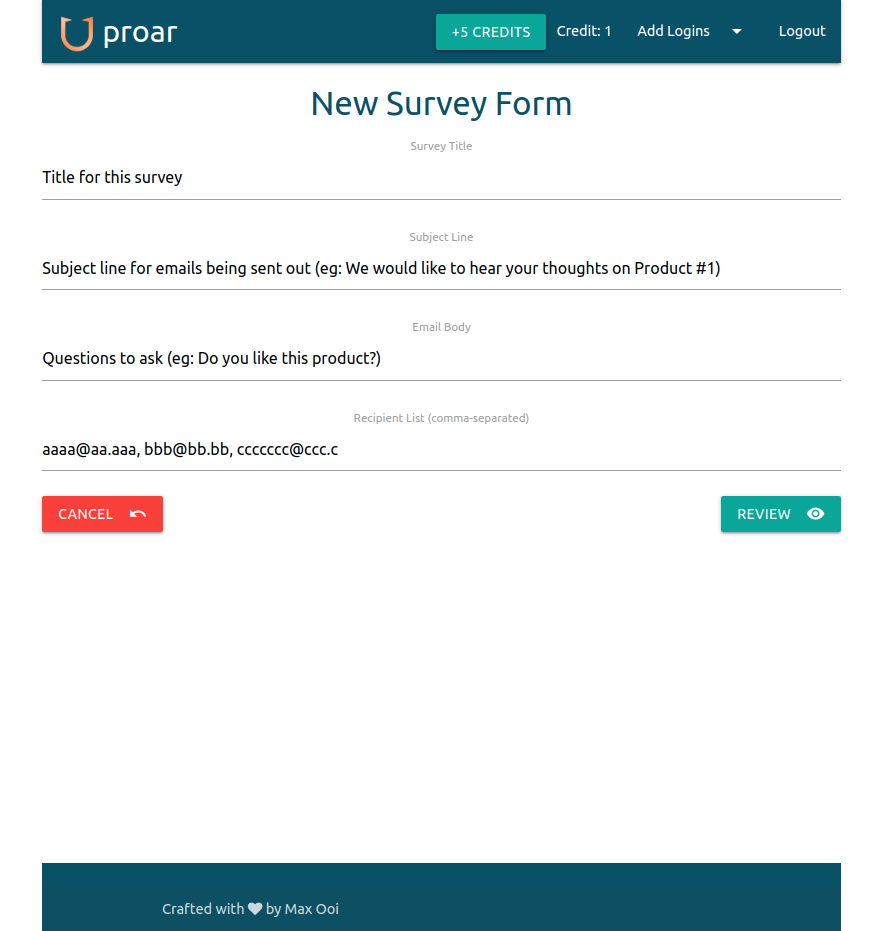 proar
+5 CREDITS
Credit: 1
Add Logins
Logout
New Survey Form
Survey Title
Title for this survey
Subject Line
Subject line for emails being sent out (eg: We would like to hear your thoughts on Product #1)
Email Body
Questions to ask (eg: Do you like this product?)
Recipient List (comma-separated)
aaaa@aa.aaa, bbb@bb.bb, ccccccc@ccc.c
CANCEL
REVIEW
Crafted with by Max Ooi